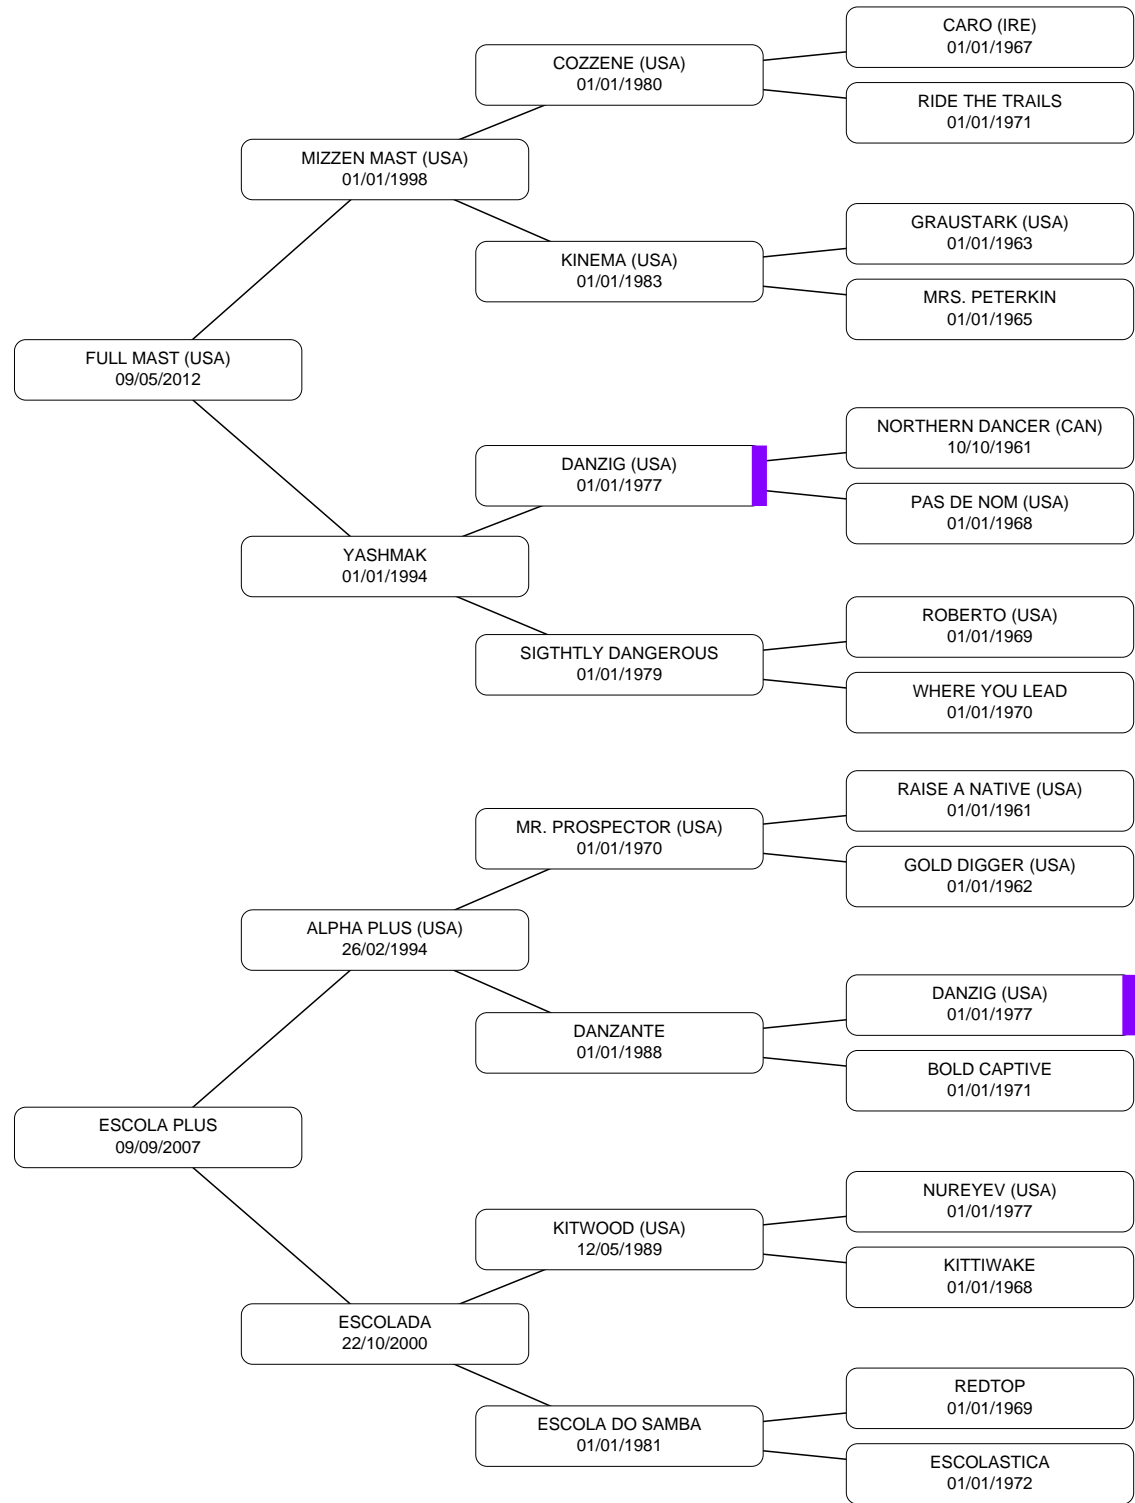 CARO (IRE)
01/01/1967
COZZENE (USA)
01/01/1980
RIDE THE TRAILS
01/01/1971
MIZZEN MAST (USA)
01/01/1998
GRAUSTARK (USA)
01/01/1963
KINEMA (USA)
01/01/1983
MRS. PETERKIN
01/01/1965
FULL MAST (USA)
09/05/2012
NORTHERN DANCER (CAN)
10/10/1961
DANZIG (USA)
01/01/1977
PAS DE NOM (USA)
01/01/1968
YASHMAK
01/01/1994
ROBERTO (USA)
01/01/1969
SIGTHTLY DANGEROUS
01/01/1979
WHERE YOU LEAD
01/01/1970
RAISE A NATIVE (USA)
01/01/1961
MR. PROSPECTOR (USA)
01/01/1970
GOLD DIGGER (USA)
01/01/1962
ALPHA PLUS (USA)
26/02/1994
DANZIG (USA)
01/01/1977
DANZANTE
01/01/1988
BOLD CAPTIVE
01/01/1971
ESCOLA PLUS
09/09/2007
NUREYEV (USA)
01/01/1977
KITWOOD (USA)
12/05/1989
KITTIWAKE
01/01/1968
ESCOLADA
22/10/2000
REDTOP
01/01/1969
ESCOLA DO SAMBA
01/01/1981
ESCOLASTICA
01/01/1972